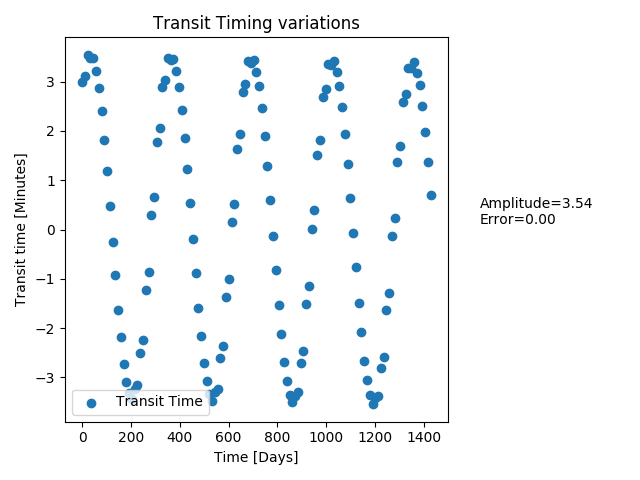 Transit Timing variations
Transit time [Minutes]
3
2
1
0
−1
−2
−3
Amplitude=3.54
Error=0.00
Transit Time
0 200 400 600 800 1000 1200 1400
Time [Days]